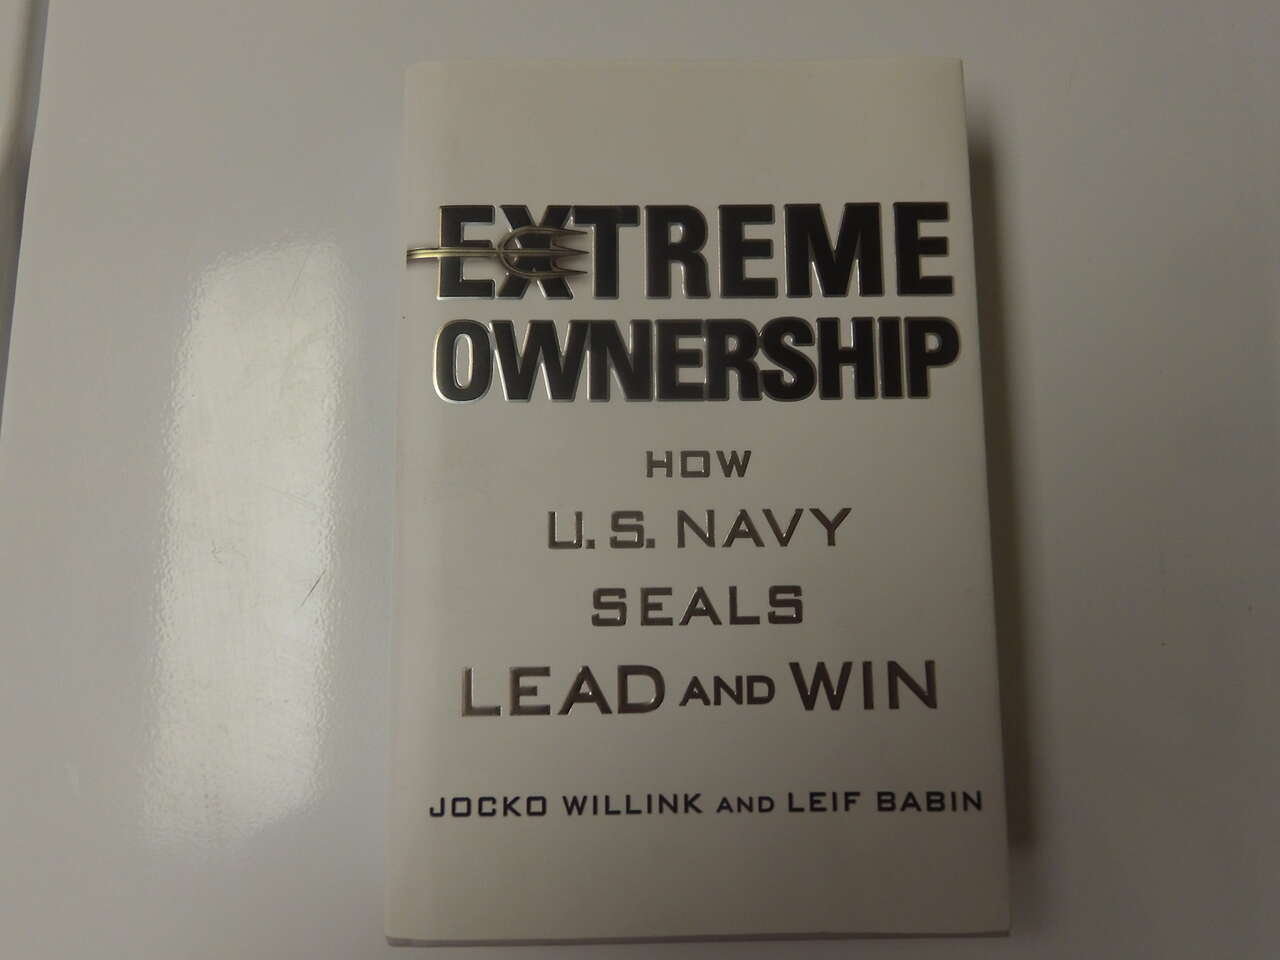 EXTREME
OWNERSHIP
HOW
U.S. NAVY
SEALS
LEAD AND WIN
JOCKO WILLINK AND LEIF BABIN